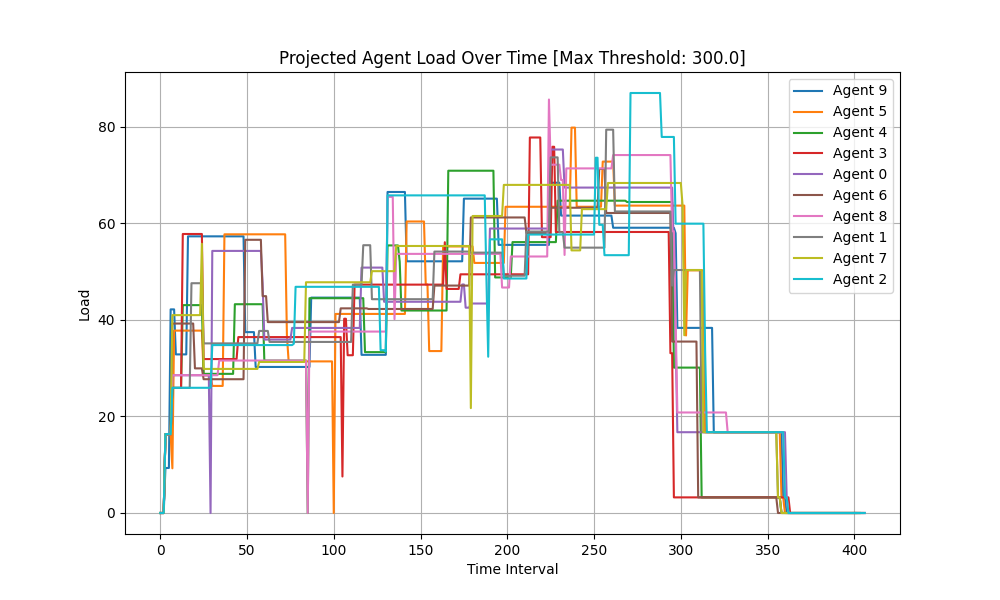 Projected Agent Load Over Time [Max Threshold: 300.0]
Load
80
60
40
20
0
0 50 100 150 200 250 300 350 400
Time Interval
Agent 9
Agent 5
Agent 4
Agent 3
Agent 0
Agent 6
Agent 8
Agent 1
Agent 7
Agent 2